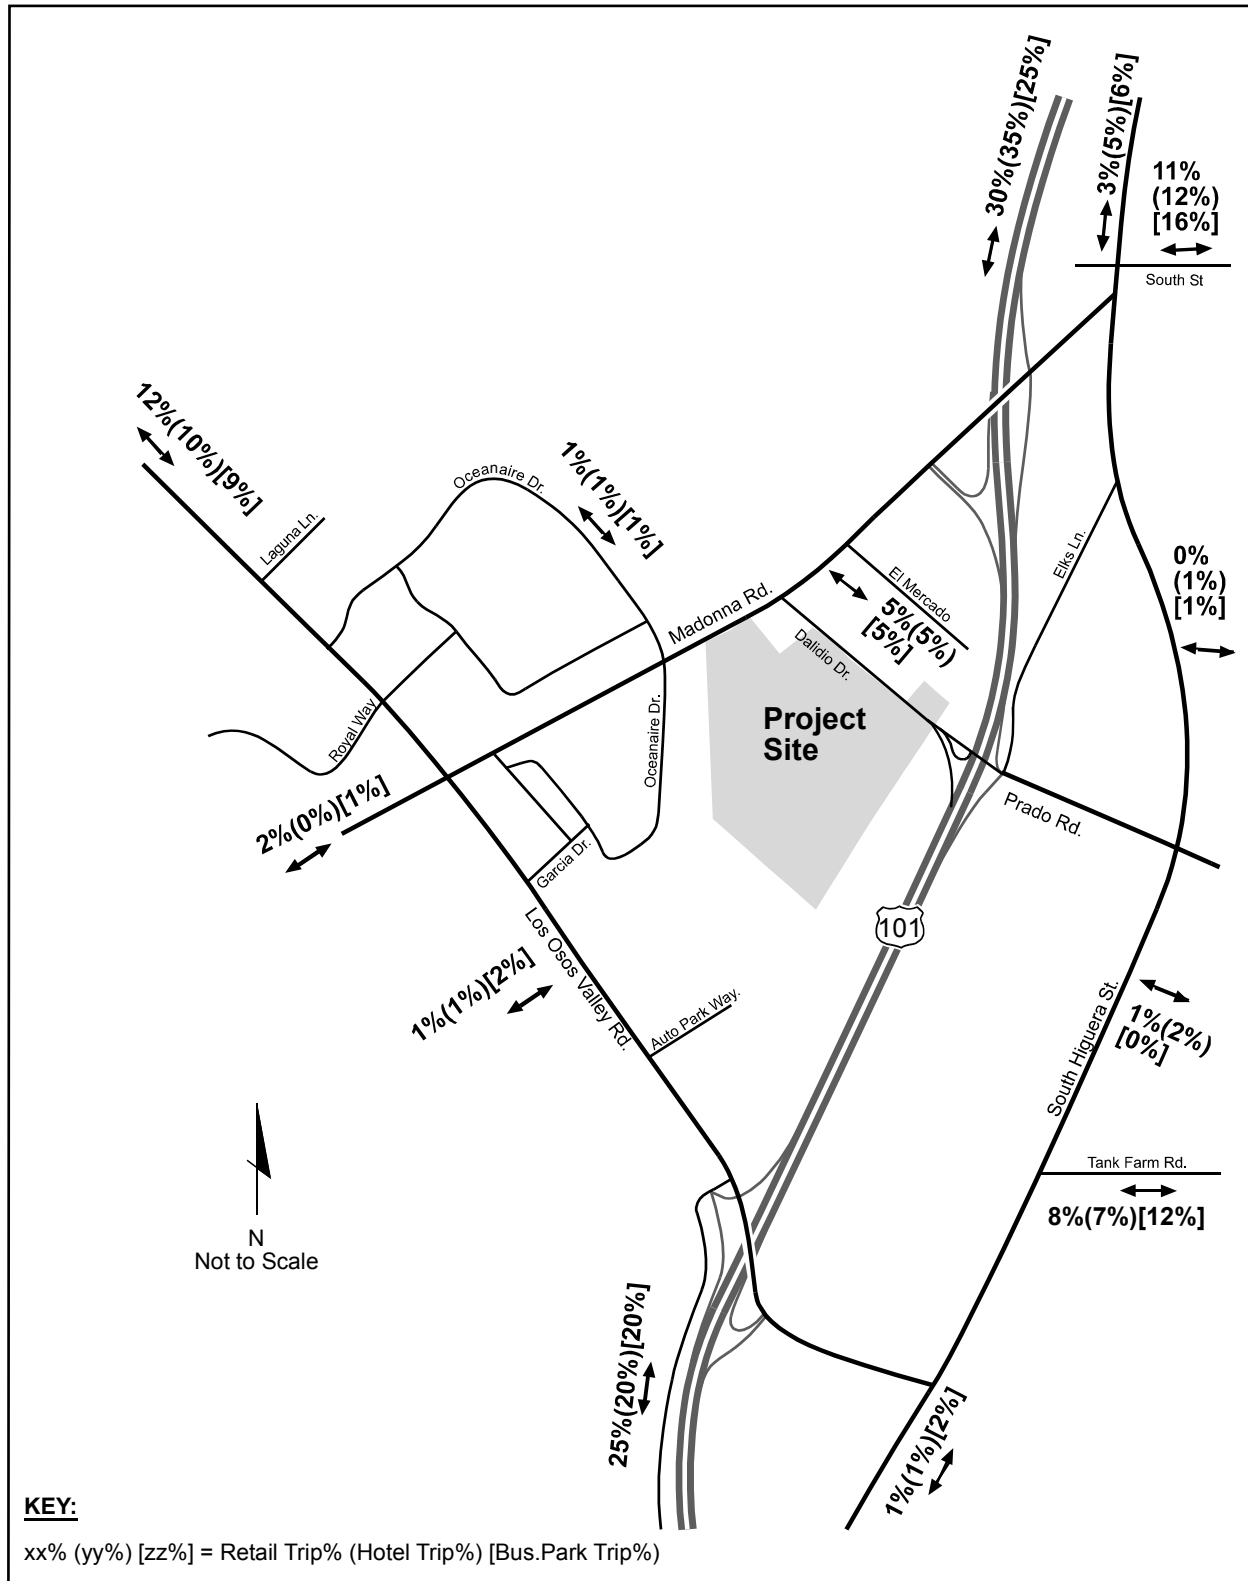 30%(35%)[25%]
3%(5%)[6%]
11%
(12%)
[16%]
South St
12%(10%)[9%]
Laguna Ln.
Oceanaire Dr.
1%(1%)[1%]
Madonna Rd.
El Mercado
5%(5%)
[5%]
Dalidio Dr.
Elks Ln.
0%
(1%)
[1%]
Royal Way
Oceanaire Dr.
Project
Site
2%(0%)[1%]
Garcia Dr.
Prado Rd.
101
Los Osos Valley Rd.
1%(1%)[2%]
Auto Park Way.
South Higuera St.
1%(2%)
[0%]
Tank Farm Rd.
8%(7%)[12%]
N
Not to Scale
25%(20%)[20%]
1%(1%)[2%]
KEY:
xx% (yy%) [zz%] = Retail Trip% (Hotel Trip%) [Bus.Park Trip%)